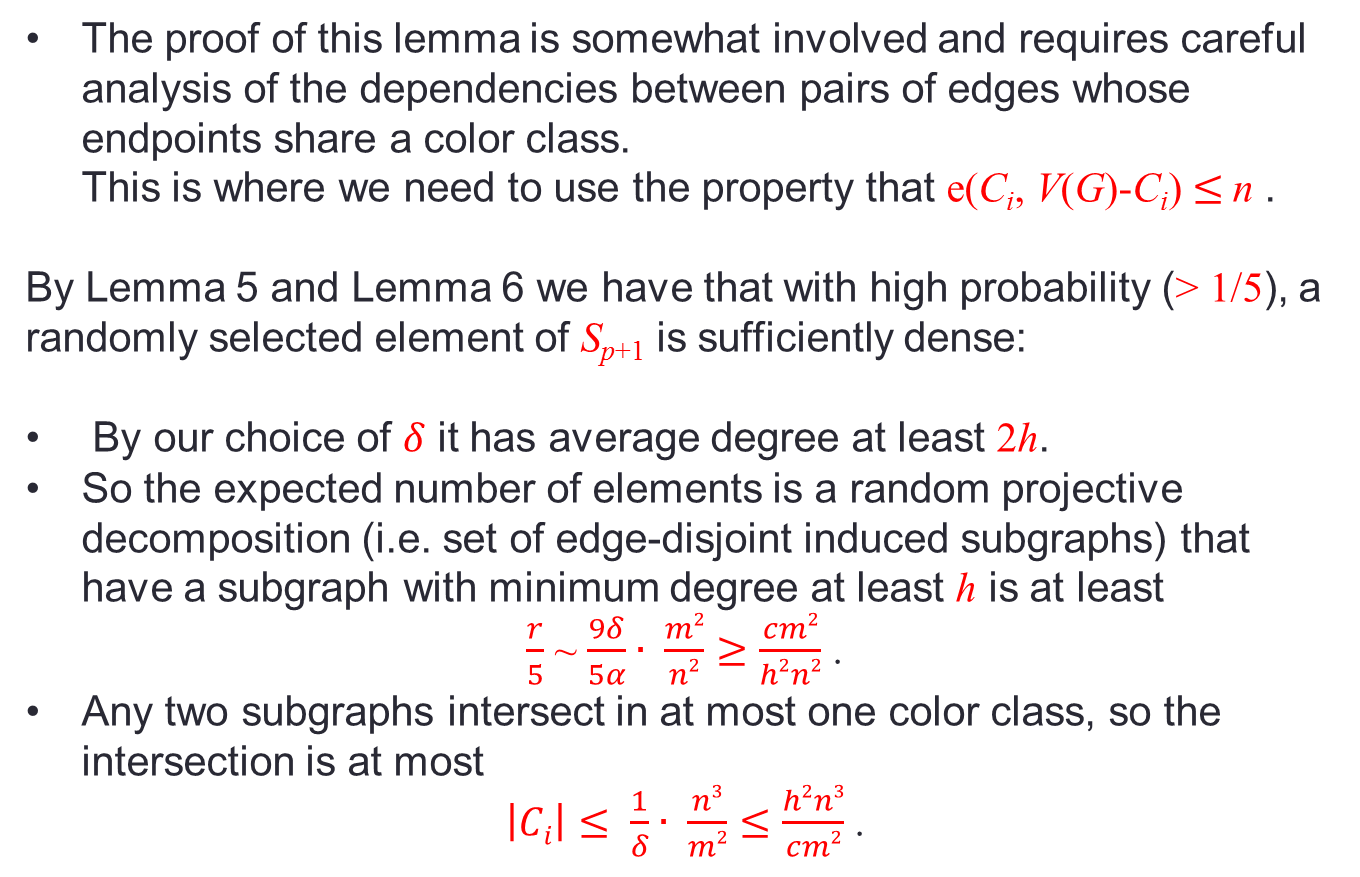 • The proof of this lemma is somewhat involved and requires careful
analysis of the dependencies between pairs of edges whose
endpoints share a color class.
This is where we need to use the property that e(Cᵢ, V(G)-Cᵢ) ≤ n .
By Lemma 5 and Lemma 6 we have that with high probability (> 1/5), a
randomly selected element of Sₚ₊₁ is sufficiently dense:
• By our choice of δ it has average degree at least 2h.
• So the expected number of elements is a random projective
decomposition (i.e. set of edge-disjoint induced subgraphs) that
have a subgraph with minimum degree at least h is at least
r/5 ~ 9δ/5α · m²/n² ≥ cm²/h²n² .
• Any two subgraphs intersect in at most one color class, so the
intersection is at most
|Cᵢ| ≤ 1/δ · n³/m² ≤ h²n³/cm² .